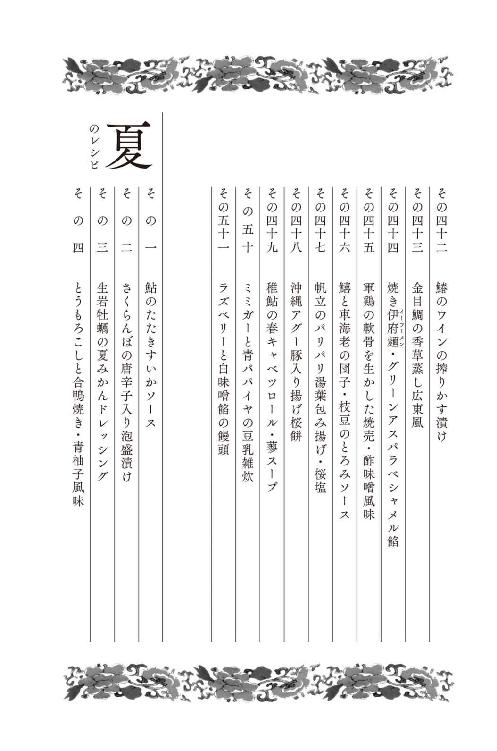 その四十二 鰆のワインの搾りかす漬け
その四十三 金目鯛の香草蒸し広東風
その四十四 焼き伊府麵・グリーンアスパラベシャメル餡
イーフーメン
その四十五 軍鶏の軟骨を生かした焼売・酢味噌風味
その四十六 鱚と車海老の団子・枝豆のとろみソース
その四十七 帆立のパリパリ湯葉包み揚げ・桜塩
その四十八 沖縄アグー豚入り揚げ桜餅
その四十九 稚鮎の春キャベツロール・蓼スープ
その五十 ミミガーと青パパイヤの豆乳雑炊
その五十一 ラズベリーと白味噌餡の饅頭
夏のレシピ
その一 鮎のたたきすいかソース
その二 さくらんぼの唐辛子入り泡盛漬け
その三 生岩牡蠣の夏みかんドレッシング
その四 とうもろこしと合鴨焼き・青柚子風味